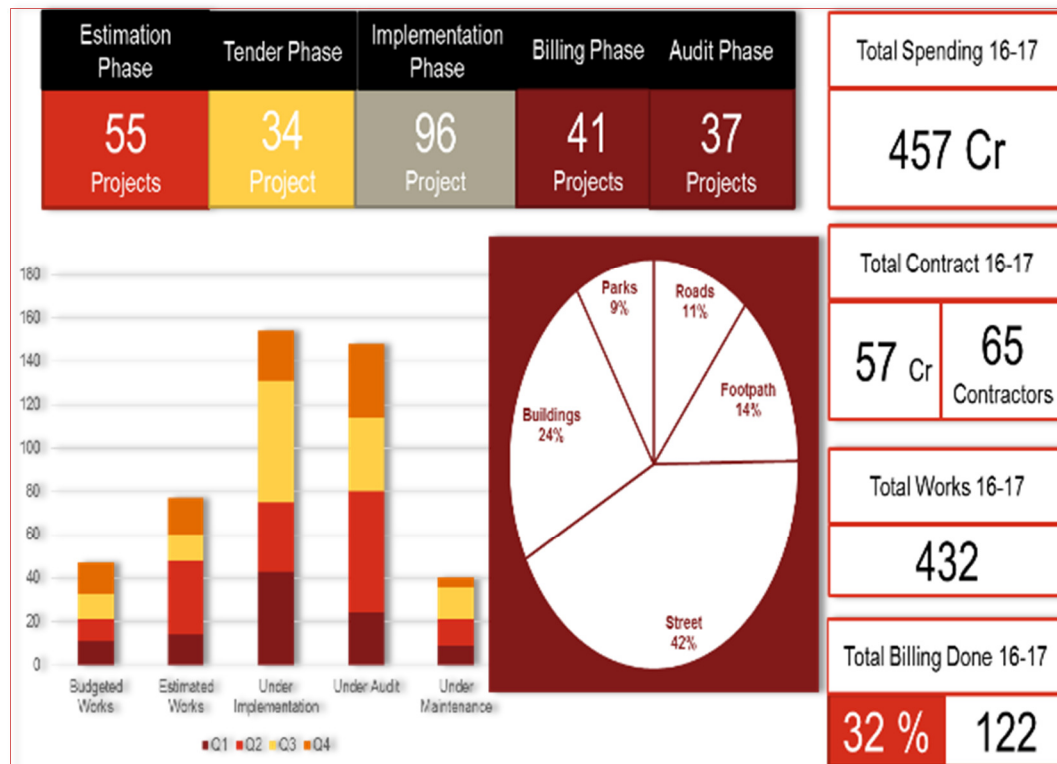 Estimation
Phase
Tender Phase
Implementation
Phase
Billing Phase
Audit Phase
55
Projects
34
Project
96
Project
41
Projects
37
Projects
Total Spending 16-17
457 Cr
Total Contract 16-17
57 Cr
65
Contractors
Total Works 16-17
432
Total Billing Done 16-17
32 %
122
180
160
140
120
100
80
60
40
20
0
Budgeted
Works
Estimated
Works
Under
Implementation
Under Audit
Under
Maintenance
Q1 Q2 Q3 Q4
Parks
9%
Roads
11%
Footpath
14%
Buildings
24%
Street
42%